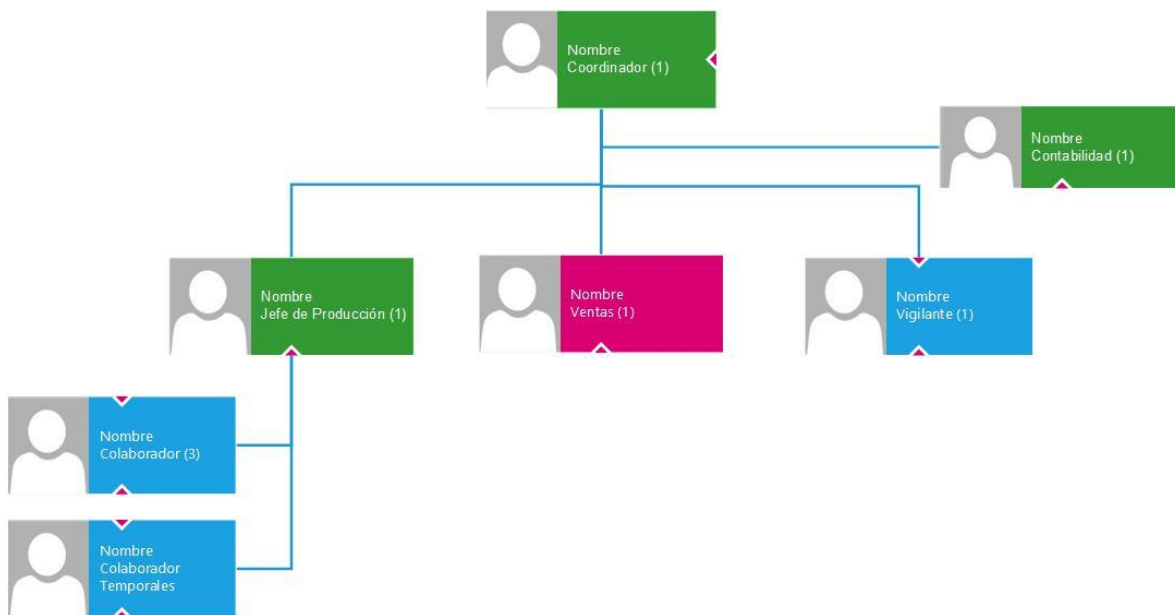 Nombre
Coordinador (1)
Nombre
Contabilidad (1)
Nombre
Jefe de Producción (1)
Nombre
Ventas (1)
Nombre
Vigilante (1)
Nombre
Colaborador (3)
Nombre
Colaborador
Temporales